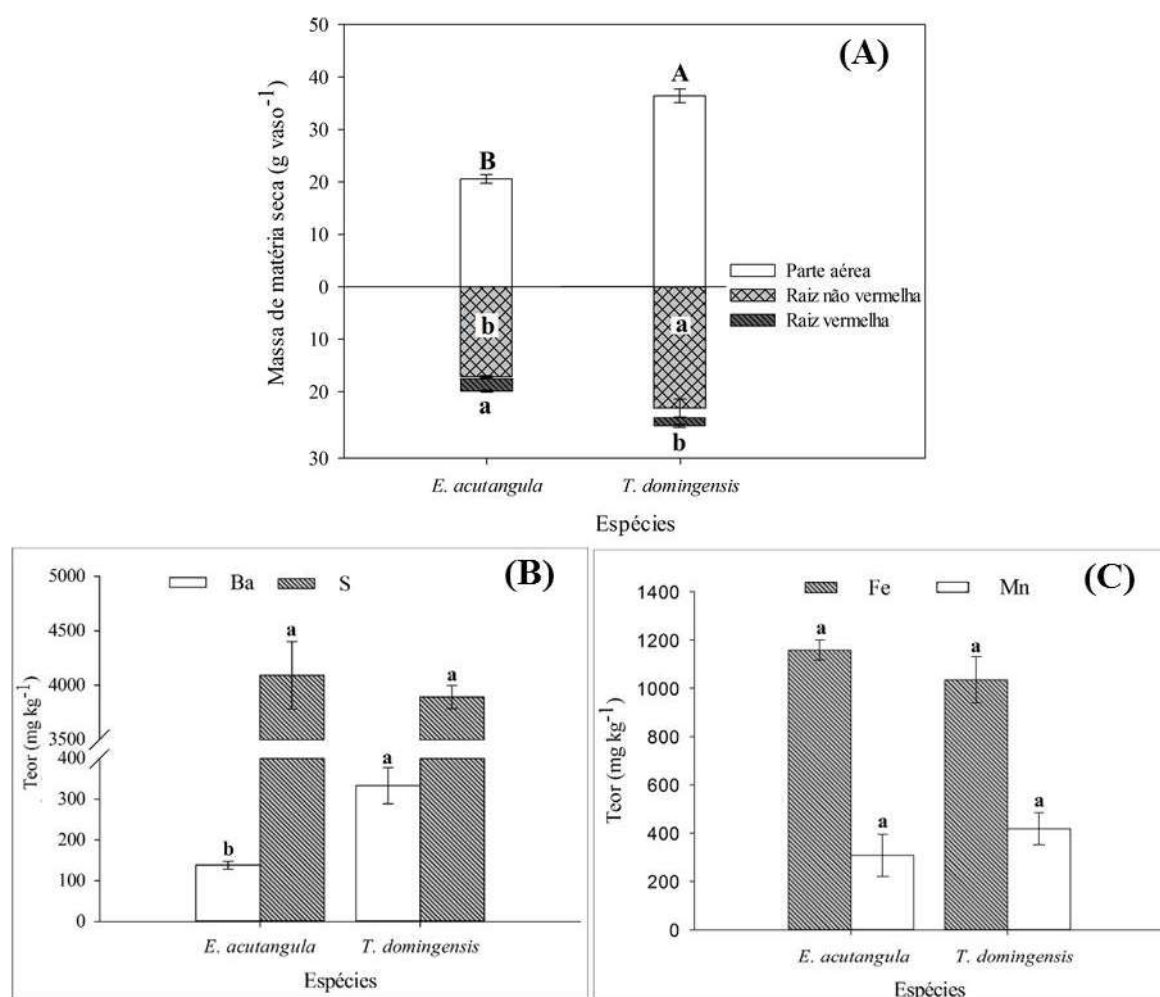 (A)
Massa de matéria seca (g vaso⁻¹)
50
40
30
20
10
0
10
20
30
B
A
b
a
a
b
Parte aérea
Raiz não vermelha
Raiz vermelha
E. acutangula T. domingensis
Espécies
(B)
Ba S
Teor (mg kg⁻¹)
5000
4500
4000
3500
400
300
200
100
0
b
a
a
a
E. acutangula T. domingensis
Espécies
(C)
Fe Mn
Teor (mg kg⁻¹)
1400
1200
1000
800
600
400
200
0
a
a
a
a
E. acutangula T. domingensis
Espécies